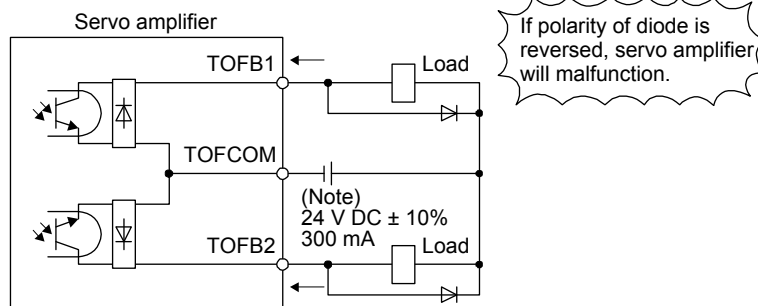 Servo amplifier
If polarity of diode is
reversed, servo amplifier
will malfunction.
TOFB1
Load
TOFCOM
(Note)
24 V DC ± 10%
300 mA
TOFB2
Load